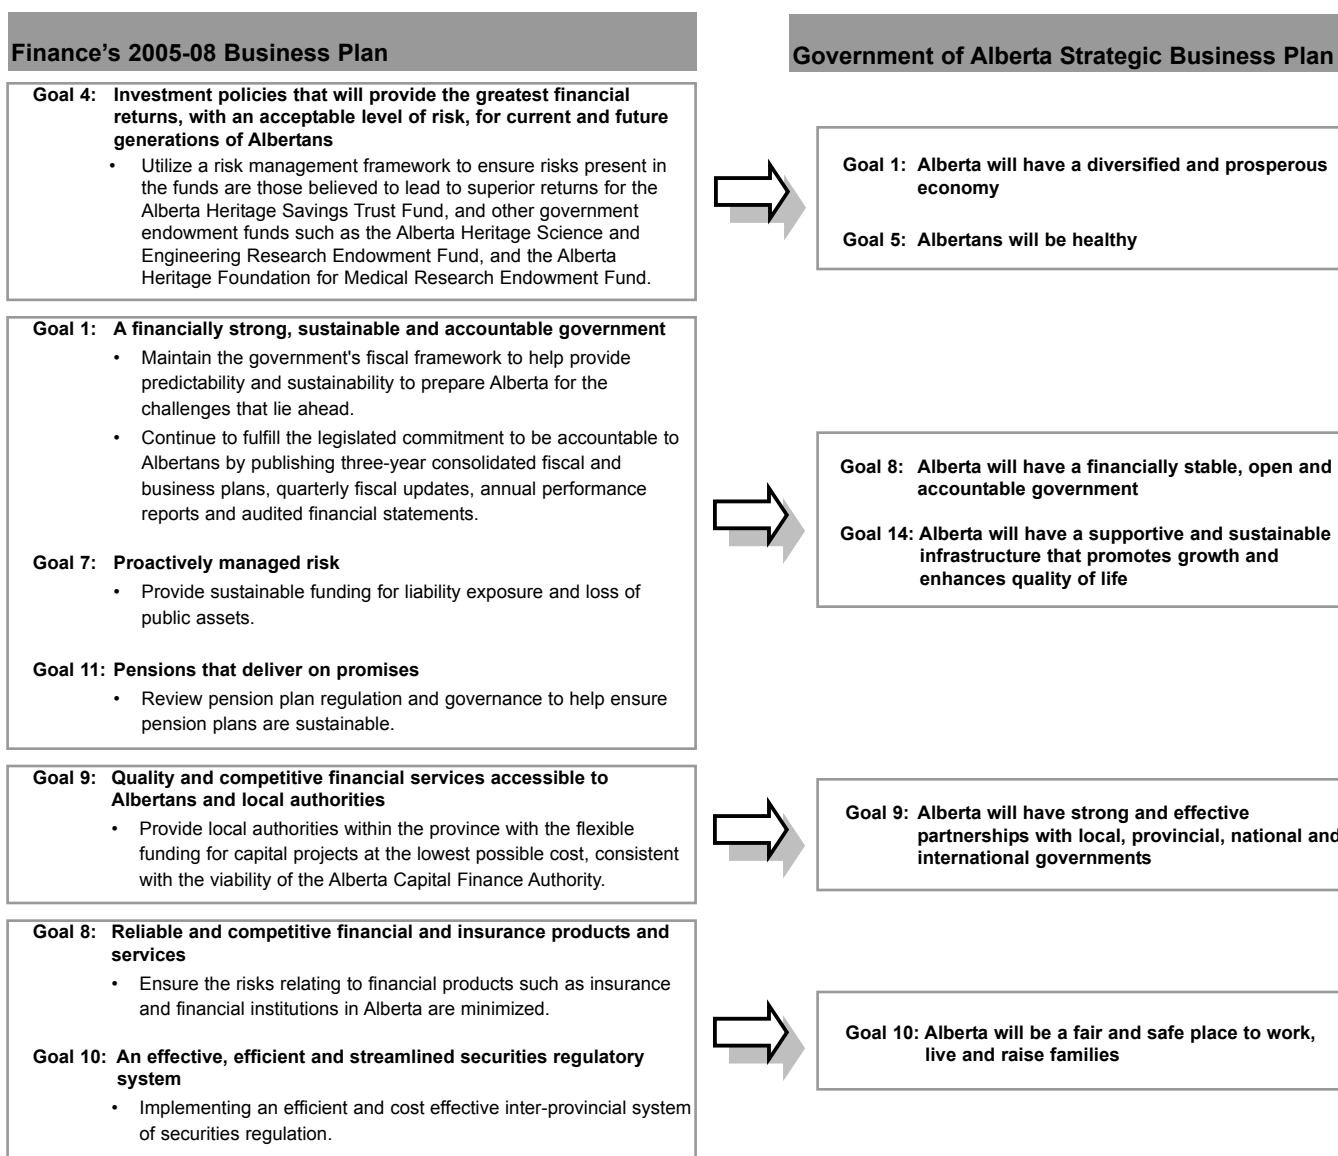 Finance's 2005-08 Business Plan
Government of Alberta Strategic Business Plan
Goal 4: Investment policies that will provide the greatest financial
returns, with an acceptable level of risk, for current and future
generations of Albertans
• Utilize a risk management framework to ensure risks present in
the funds are those believed to lead to superior returns for the
Alberta Heritage Savings Trust Fund, and other government
endowment funds such as the Alberta Heritage Science and
Engineering Research Endowment Fund, and the Alberta
Heritage Foundation for Medical Research Endowment Fund.
Goal 1: Alberta will have a diversified and prosperous
economy
Goal 5: Albertans will be healthy
Goal 1: A financially strong, sustainable and accountable government
• Maintain the government's fiscal framework to help provide
predictability and sustainability to prepare Alberta for the
challenges that lie ahead.
• Continue to fulfill the legislated commitment to be accountable to
Albertans by publishing three-year consolidated fiscal and
business plans, quarterly fiscal updates, annual performance
reports and audited financial statements.
Goal 7: Proactively managed risk
• Provide sustainable funding for liability exposure and loss of
public assets.
Goal 11: Pensions that deliver on promises
• Review pension plan regulation and governance to help ensure
pension plans are sustainable.
Goal 8: Alberta will have a financially stable, open and
accountable government
Goal 14: Alberta will have a supportive and sustainable
infrastructure that promotes growth and
enhances quality of life
Goal 9: Quality and competitive financial services accessible to
Albertans and local authorities
• Provide local authorities within the province with the flexible
funding for capital projects at the lowest possible cost, consistent
with the viability of the Alberta Capital Finance Authority.
Goal 9: Alberta will have strong and effective
partnerships with local, provincial, national and
international governments
Goal 8: Reliable and competitive financial and insurance products and
services
• Ensure the risks relating to financial products such as insurance
and financial institutions in Alberta are minimized.
Goal 10: An effective, efficient and streamlined securities regulatory
system
• Implementing an efficient and cost effective inter-provincial system
of securities regulation.
Goal 10: Alberta will be a fair and safe place to work,
live and raise families